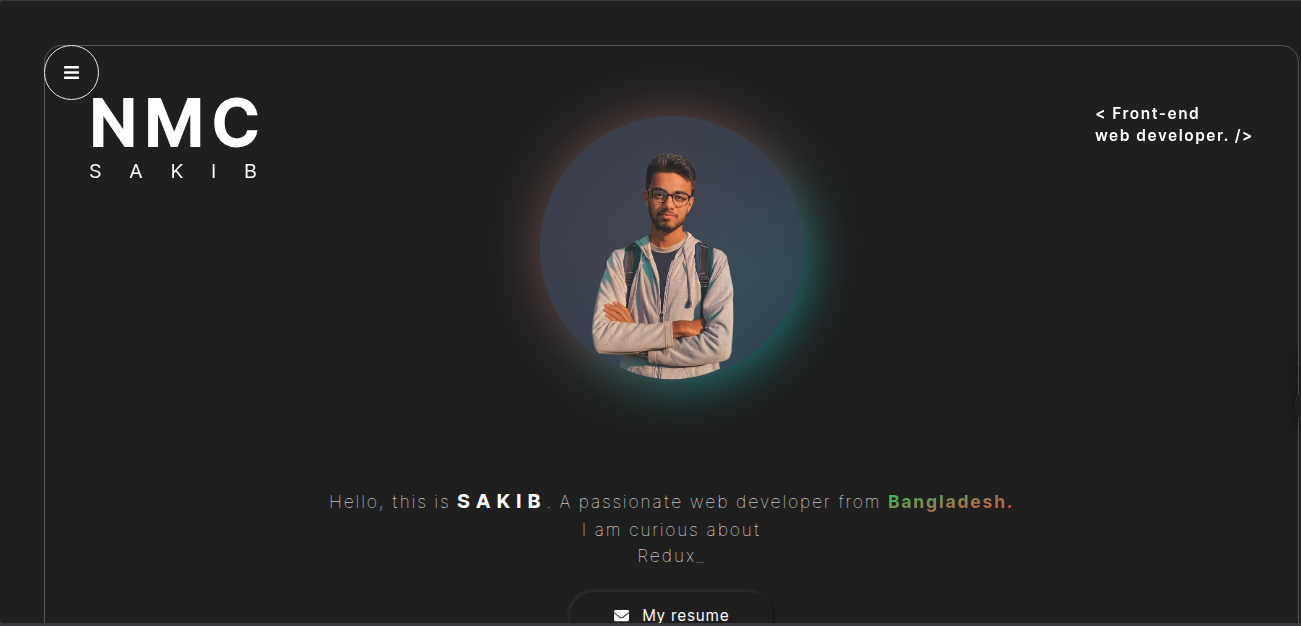 NMC
SAKIB
< Front-end
web developer. />
Hello, this is SAKIB. A passionate web developer from Bangladesh.
I am curious about
Redux_
My resume